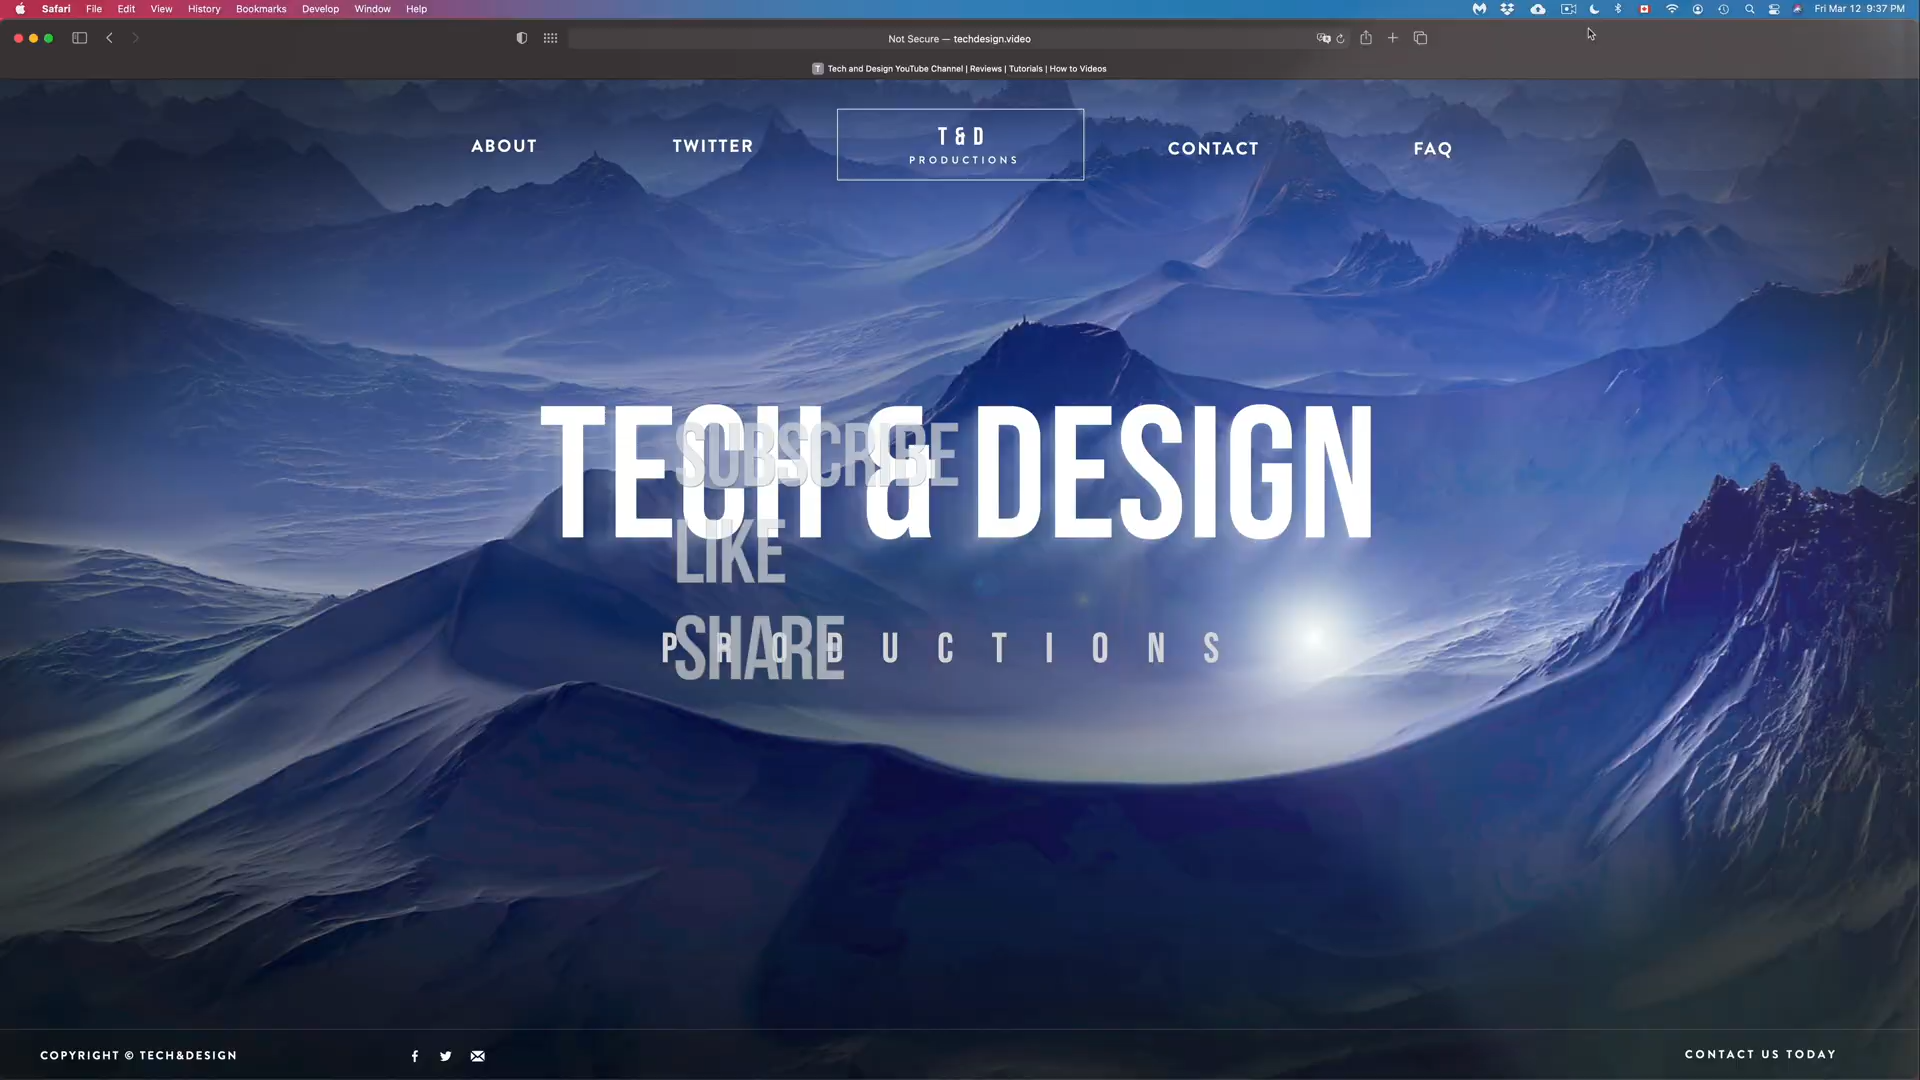 Safari File Edit View History Bookmarks Develop Window Help Fri Mar 12 9:37 PM
Not Secure — techdesign.video
T Tech and Design YouTube Channel | Reviews | Tutorials | How to Videos
ABOUT TWITTER T & D CONTACT FAQ
PRODUCTIONS
TECH & DESIGN
SUBSCRIBE
LIKE
SHARE
PRODUCTIONS
COPYRIGHT © TECH&DESIGN CONTACT US TODAY